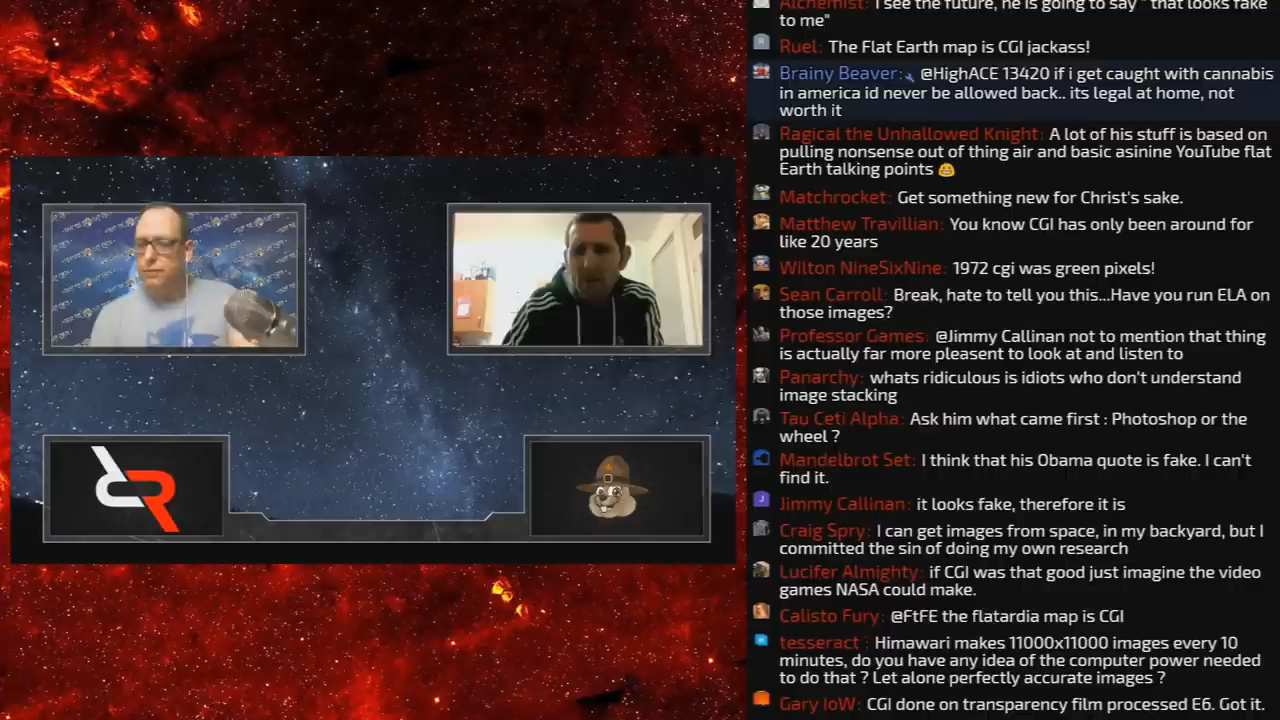 Alchemist: I see the future, he is going to say " that looks fake
to me"
Ruel: The Flat Earth map is CGI jackass!
Brainy Beaver: @HighACE 13420 if i get caught with cannabis
in america id never be allowed back.. its legal at home, not
worth it
Ragical the Unhallowed Knight: A lot of his stuff is based on
pulling nonsense out of thing air and basic asinine YouTube flat
Earth talking points 😁
Matchrocket: Get something new for Christ's sake.
Matthew Travillian: You know CGI has only been around for
like 20 years
Wilton NineSixNine: 1972 cgi was green pixels!
Sean Carroll: Break, hate to tell you this...Have you run ELA on
those images?
Professor Games: @Jimmy Callinan not to mention that thing
is actually far more pleasent to look at and listen to
Panarchy: whats ridiculous is idiots who don't understand
image stacking
Tau Ceti Alpha: Ask him what came first : Photoshop or the
wheel ?
Mandelbrot Set: I think that his Obama quote is fake. I can't
find it.
Jimmy Callinan: it looks fake, therefore it is
Craig Spry: I can get images from space, in my backyard, but I
committed the sin of doing my own research
Lucifer Almighty: if CGI was that good just imagine the video
games NASA could make.
Calisto Fury: @FtFE the flatardia map is CGI
tesseract : Himawari makes 11000x11000 images every 10
minutes, do you have any idea of the computer power needed
to do that ? Let alone perfectly accurate images ?
Gary IoW: CGI done on transparency film processed E6. Got it.